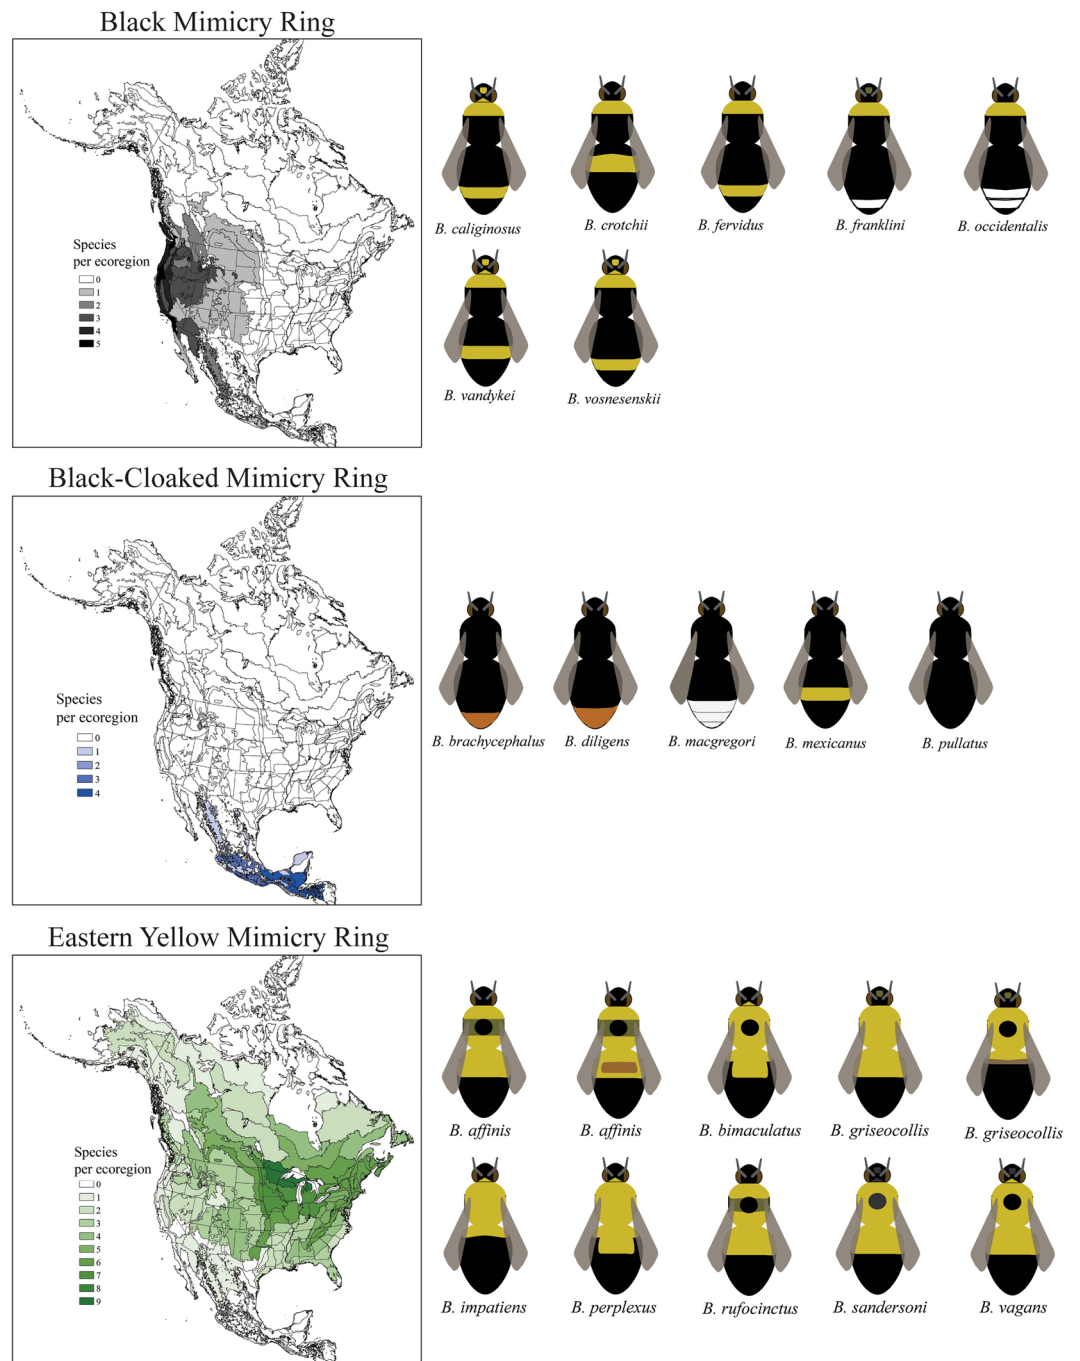 Black Mimicry Ring
Species
per ecoregion
0
1
2
3
4
5
B. caliginosus
B. crotchii
B. fervidus
B. franklini
B. occidentalis
B. vandykei
B. vosnesenskii
Black-Cloaked Mimicry Ring
Species
per ecoregion
0
1
2
3
4
B. brachycephalus
B. diligens
B. macgregori
B. mexicanus
B. pullatus
Eastern Yellow Mimicry Ring
Species
per ecoregion
0
1
2
3
4
5
6
7
8
9
B. affinis
B. affinis
B. bimaculatus
B. griseocollis
B. griseocollis
B. impatiens
B. perplexus
B. rufocinctus
B. sandersoni
B. vagans